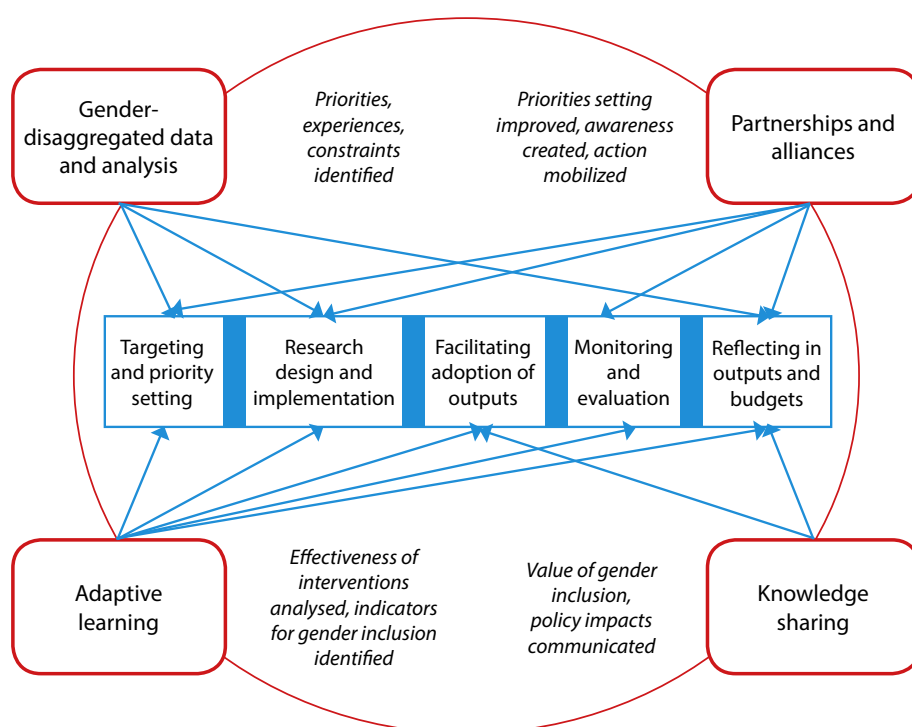 Gender-
disaggregated data
and analysis
Priorities,
experiences,
constraints
identified
Priorities setting
improved, awareness
created, action
mobilized
Partnerships and
alliances
Targeting
and priority
setting
Research
design and
implementation
Facilitating
adoption of
outputs
Monitoring
and
evaluation
Reflecting in
outputs and
budgets
Adaptive
learning
Effectiveness of
interventions
analysed, indicators
for gender inclusion
identified
Value of gender
inclusion,
policy impacts
communicated
Knowledge
sharing